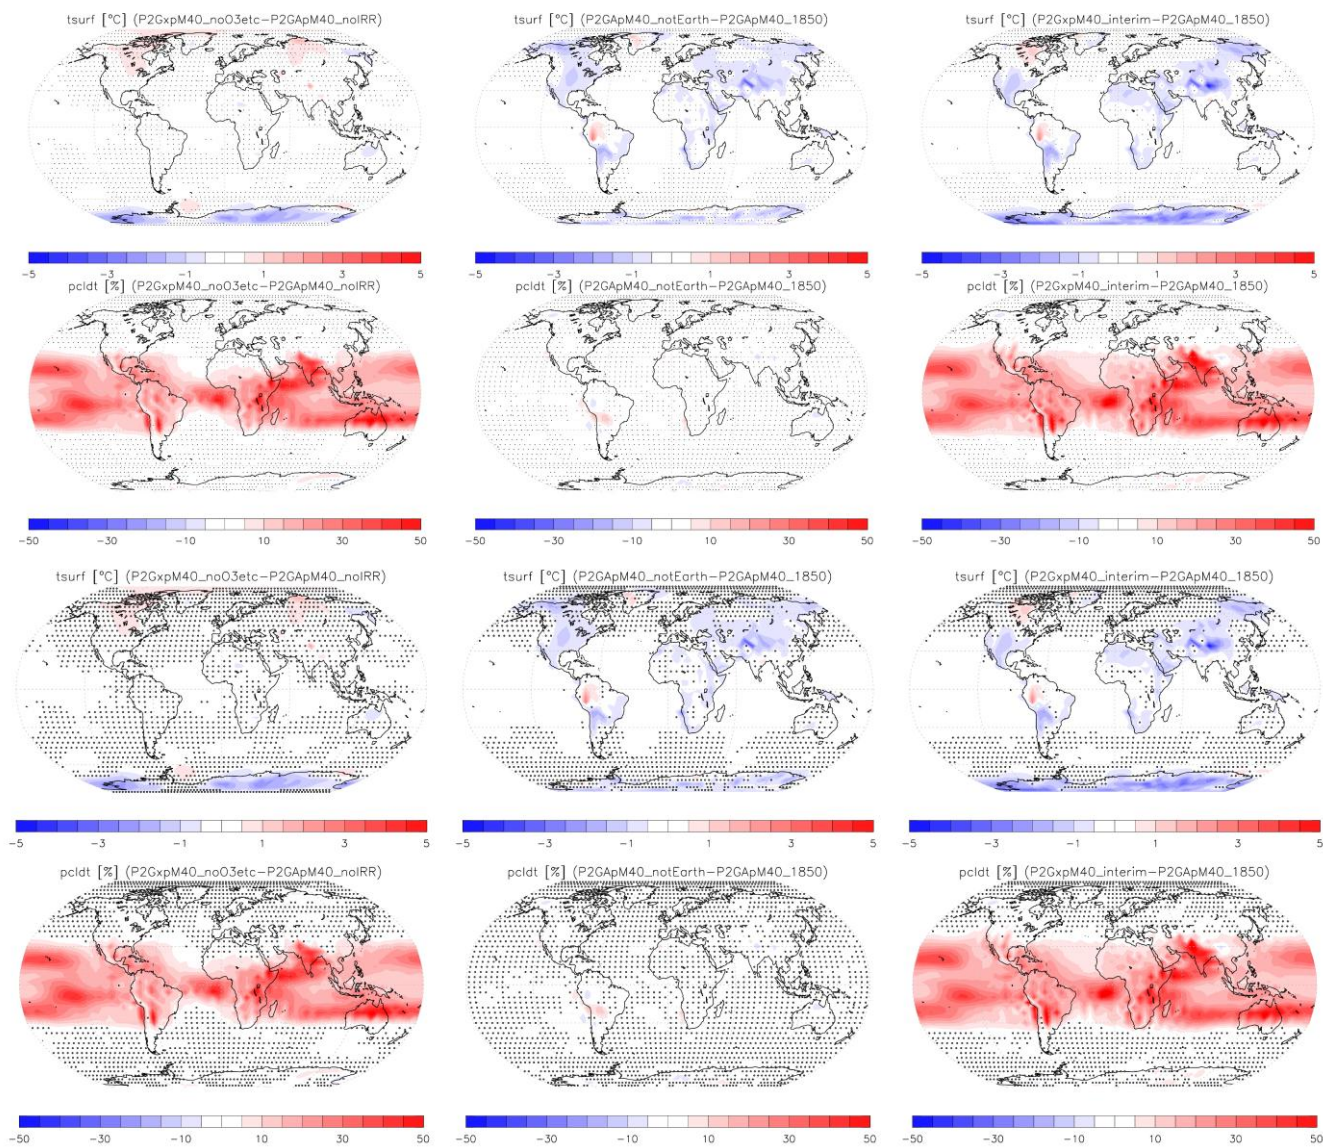 tsurf [°C] (P2GxpM40_noO3etc-P2GApM40_noIRR)
tsurf [°C] (P2GApM40_notEarth-P2GApM40_1850)
tsurf [°C] (P2GxpM40_interim-P2GApM40_1850)
-5 -3 -1 1 3 5
-5 -3 -1 1 3 5
-5 -3 -1 1 3 5
pcldt [%] (P2GxpM40_noO3etc-P2GApM40_noIRR)
pcldt [%] (P2GApM40_notEarth-P2GApM40_1850)
pcldt [%] (P2GxpM40_interim-P2GApM40_1850)
-50 -30 -10 10 30 50
-50 -30 -10 10 30 50
-50 -30 -10 10 30 50
tsurf [°C] (P2GxpM40_noO3etc-P2GApM40_noIRR)
tsurf [°C] (P2GApM40_notEarth-P2GApM40_1850)
tsurf [°C] (P2GxpM40_interim-P2GApM40_1850)
-5 -3 -1 1 3 5
-5 -3 -1 1 3 5
-5 -3 -1 1 3 5
pcldt [%] (P2GxpM40_noO3etc-P2GApM40_noIRR)
pcldt [%] (P2GApM40_notEarth-P2GApM40_1850)
pcldt [%] (P2GxpM40_interim-P2GApM40_1850)
-50 -30 -10 10 30 50
-50 -30 -10 10 30 50
-50 -30 -10 10 30 50